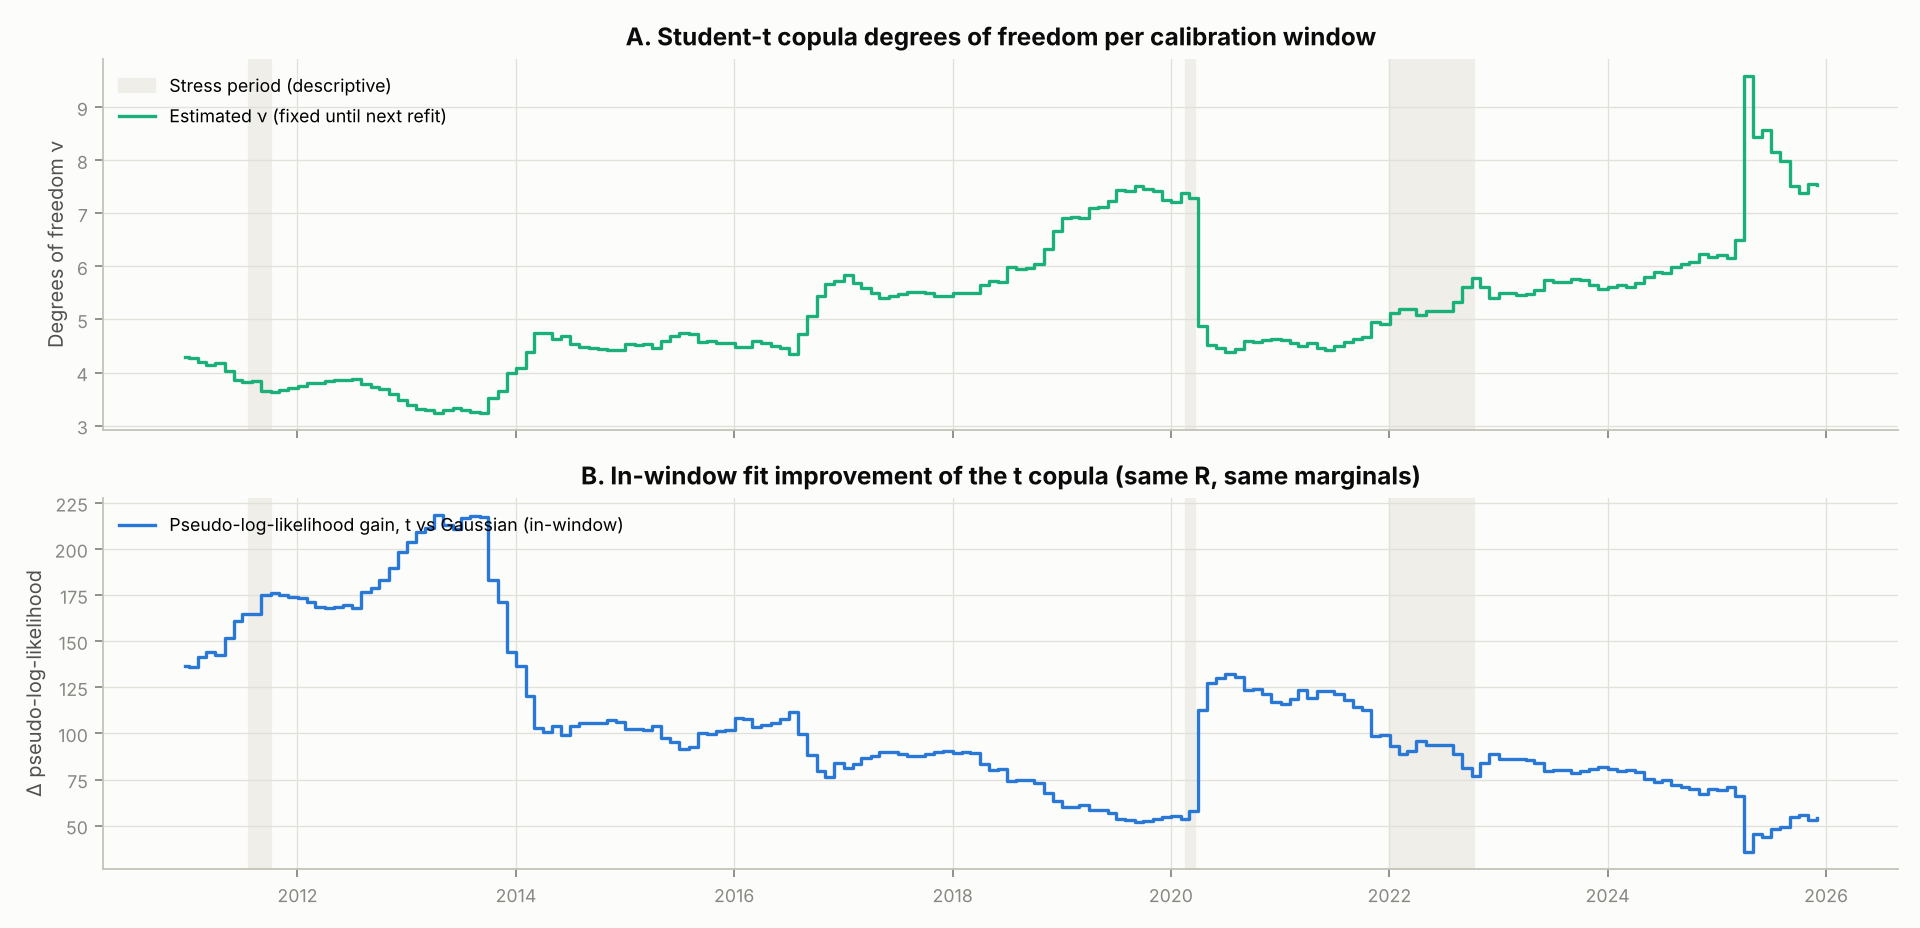 A. Student-t copula degrees of freedom per calibration window
Stress period (descriptive)
Estimated ν (fixed until next refit)
Degrees of freedom ν
9
8
7
6
5
4
3
B. In-window fit improvement of the t copula (same R, same marginals)
Pseudo-log-likelihood gain, t vs Gaussian (in-window)
Δ pseudo-log-likelihood
225
200
175
150
125
100
75
50
2012 2014 2016 2018 2020 2022 2024 2026